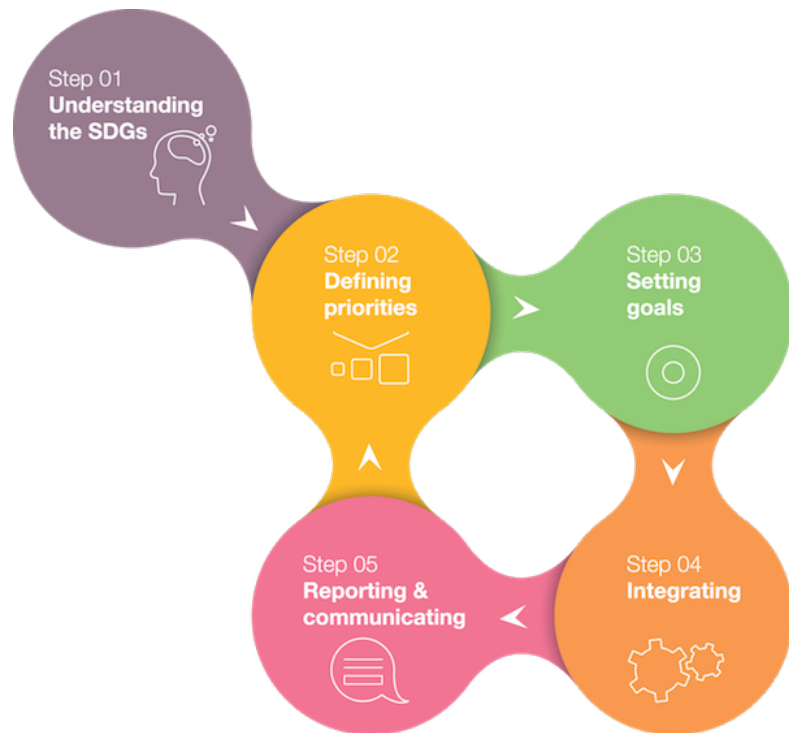 Step 01
Understanding
the SDGs
Step 02
Defining
priorities
Step 03
Setting
goals
Step 04
Integrating
Step 05
Reporting &
communicating